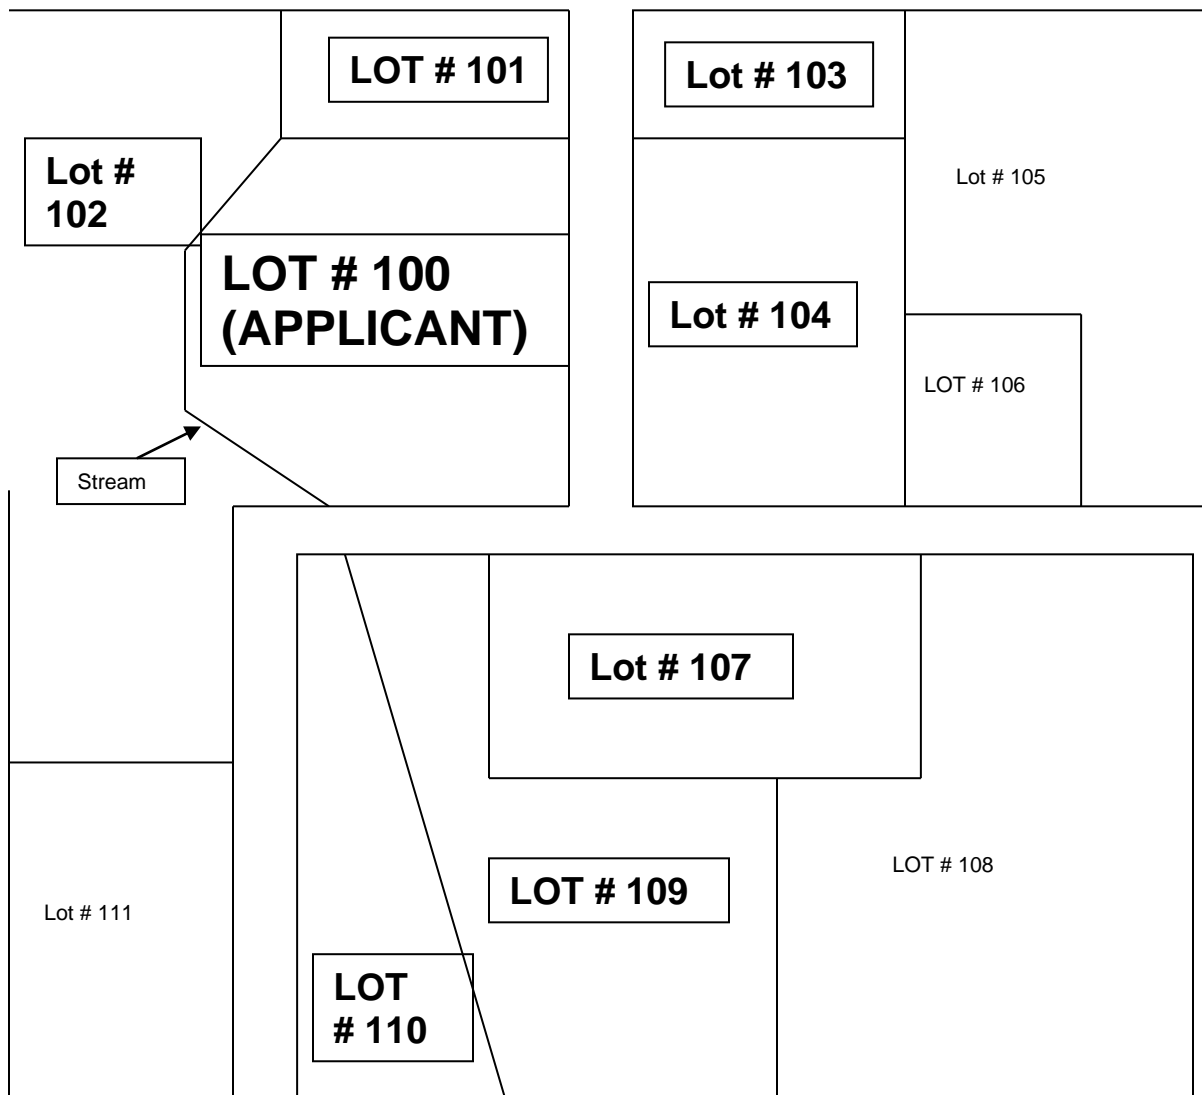 LOT # 101
Lot # 103
Lot #
102
Lot # 105
LOT # 100
(APPLICANT)
Lot # 104
LOT # 106
Stream
Lot # 107
LOT # 108
LOT # 109
Lot # 111
LOT
# 110